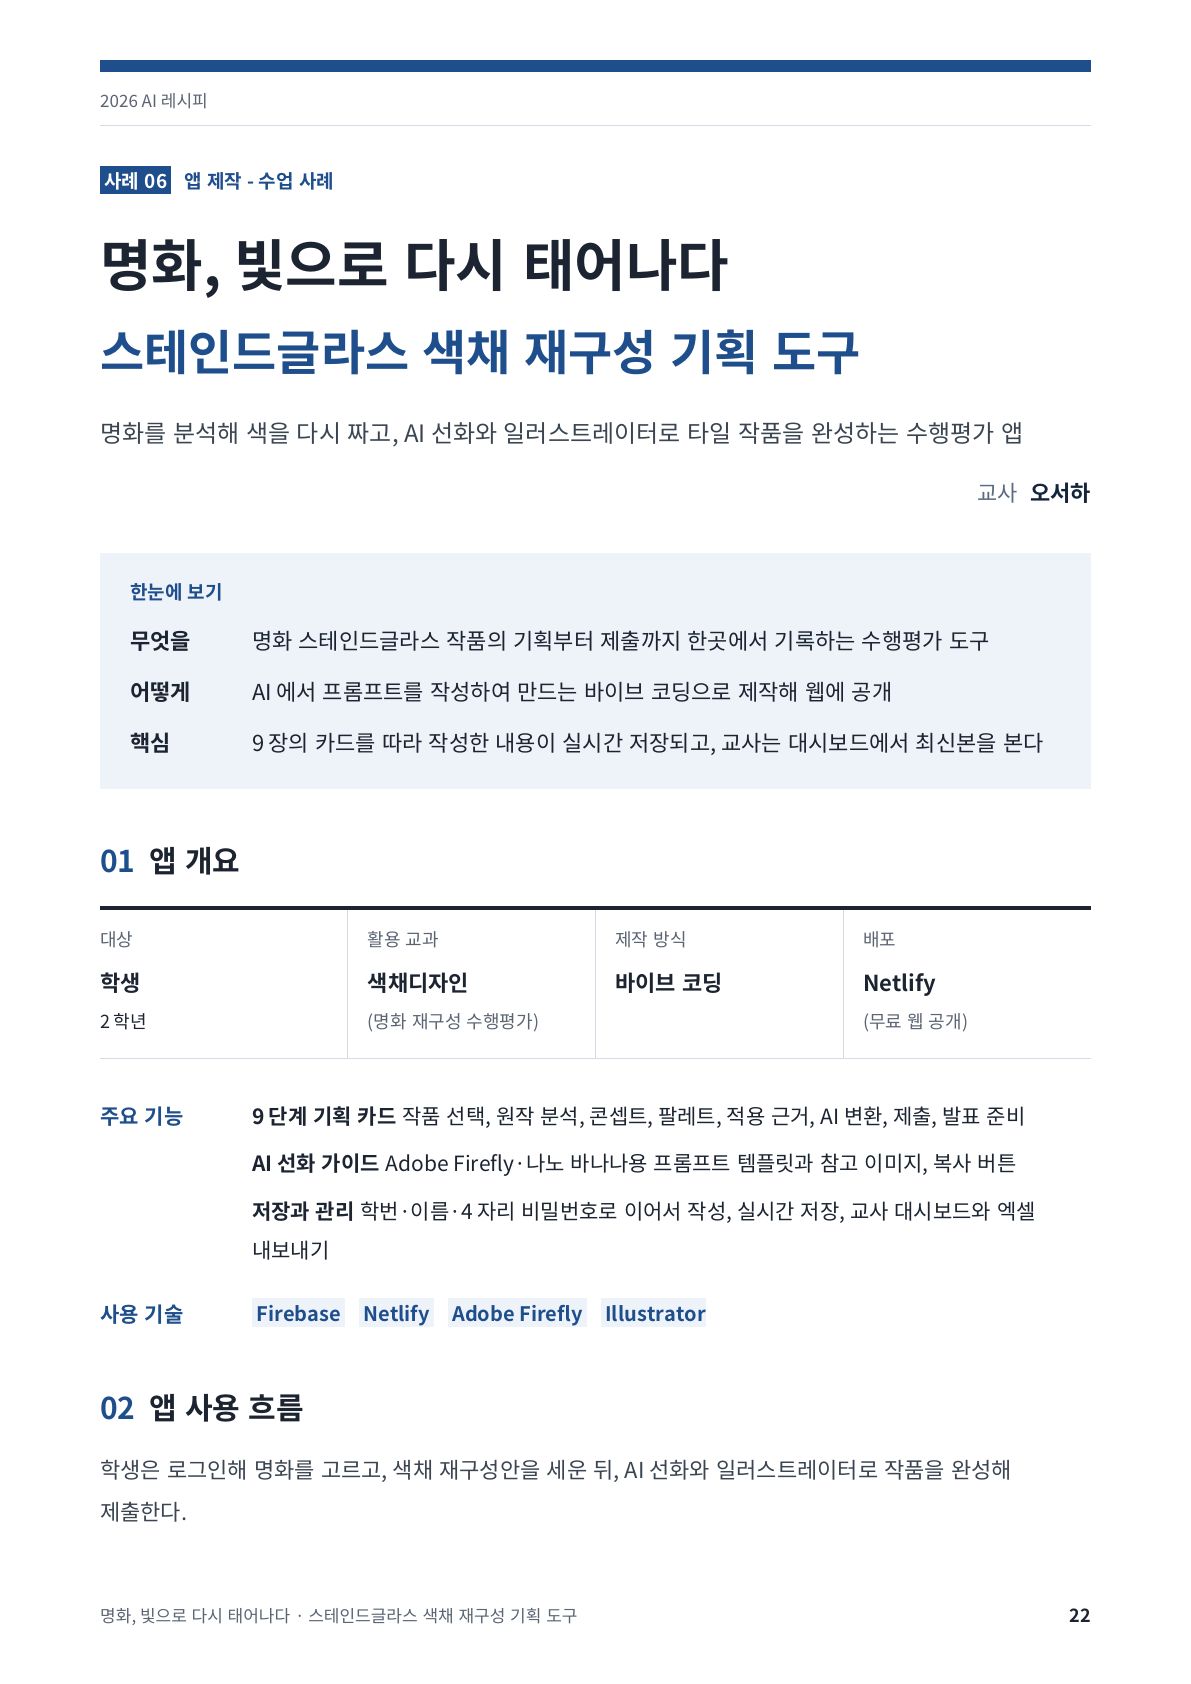 2026 AI 레시피
사례 06 앱 제작 - 수업 사례
명화, 빛으로 다시 태어나다
스테인드글라스 색채 재구성 기획 도구
명화를 분석해 색을 다시 짜고, AI 선화와 일러스트레이터로 타일 작품을 완성하는 수행평가 앱
교사 오서하
한눈에 보기
무엇을 명화 스테인드글라스 작품의 기획부터 제출까지 한곳에서 기록하는 수행평가 도구
어떻게 AI 에서 프롬프트를 작성하여 만드는 바이브 코딩으로 제작해 웹에 공개
핵심 9 장의 카드를 따라 작성한 내용이 실시간 저장되고, 교사는 대시보드에서 최신본을 본다
01 앱 개요
대상 활용 교과 제작 방식 배포
학생 색채디자인 바이브 코딩 Netlify
2 학년 (명화 재구성 수행평가) (무료 웹 공개)
주요 기능 9 단계 기획 카드 작품 선택, 원작 분석, 콘셉트, 팔레트, 적용 근거, AI 변환, 제출, 발표 준비
AI 선화 가이드 Adobe Firefly·나노 바나나용 프롬프트 템플릿과 참고 이미지, 복사 버튼
저장과 관리 학번·이름·4 자리 비밀번호로 이어서 작성, 실시간 저장, 교사 대시보드와 엑셀
내보내기
사용 기술 Firebase Netlify Adobe Firefly Illustrator
02 앱 사용 흐름
학생은 로그인해 명화를 고르고, 색채 재구성안을 세운 뒤, AI 선화와 일러스트레이터로 작품을 완성해
제출한다.
명화, 빛으로 다시 태어나다 · 스테인드글라스 색채 재구성 기획 도구 22